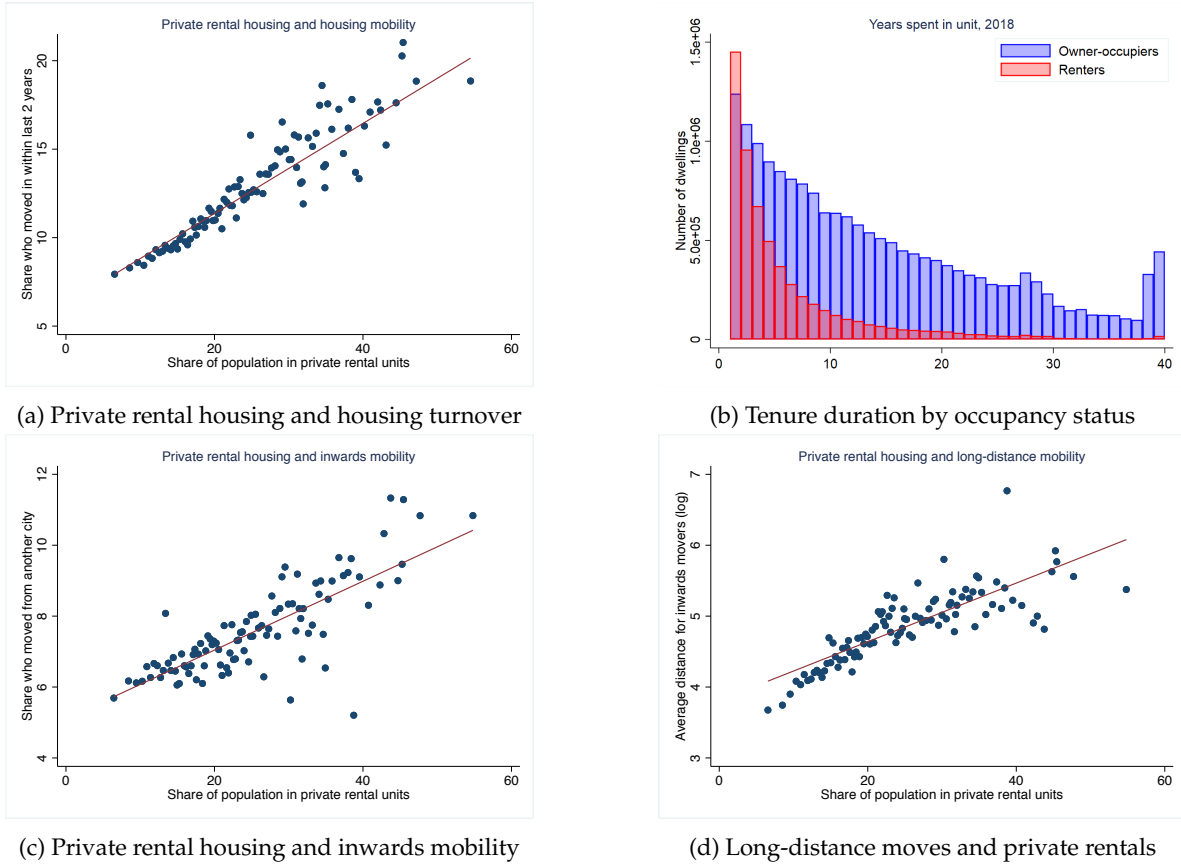 Private rental housing and housing mobility
Share who moved in within last 2 years
20
15
10
5
0
20
40
60
Share of population in private rental units
(a) Private rental housing and housing turnover
Years spent in unit, 2018
Number of dwellings
1.5e+06
1.0e+06
5.0e+05
0
Owner-occupiers
Renters
0
10
20
30
40
(b) Tenure duration by occupancy status
Private rental housing and inwards mobility
Share who moved from another city
12
10
8
6
4
0
20
40
60
Share of population in private rental units
(c) Private rental housing and inwards mobility
Private rental housing and long-distance mobility
Average distance for inwards movers (log)
7
6
5
4
3
0
20
40
60
Share of population in private rental units
(d) Long-distance moves and private rentals